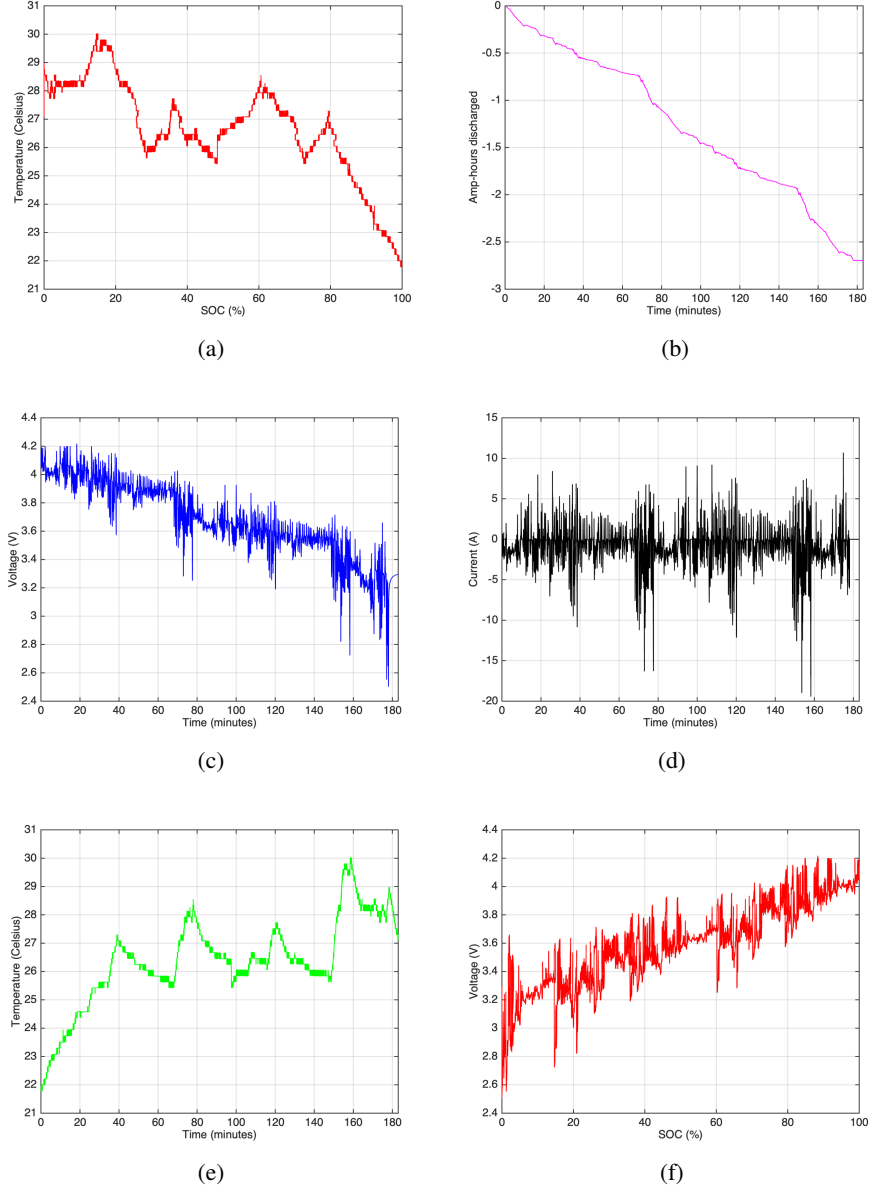 30
29
28
27
26
25
24
23
22
21
Temperature (Celsius)
0 20 40 60 80 100
SOC (%)
(a)
0
-0.5
-1
-1.5
-2
-2.5
-3
Amp-hours discharged
0 20 40 60 80 100 120 140 160 180
Time (minutes)
(b)
4.4
4.2
4
3.8
3.6
3.4
3.2
3
2.8
2.6
2.4
Voltage (V)
0 20 40 60 80 100 120 140 160 180
Time (minutes)
(c)
15
10
5
0
-5
-10
-15
-20
Current (A)
0 20 40 60 80 100 120 140 160 180
Time (minutes)
(d)
31
30
29
28
27
26
25
24
23
22
21
Temperature (Celsius)
0 20 40 60 80 100 120 140 160 180
Time (minutes)
(e)
4.4
4.2
4
3.8
3.6
3.4
3.2
3
2.8
2.6
2.4
Voltage (V)
0 20 40 60 80 100
SOC (%)
(f)